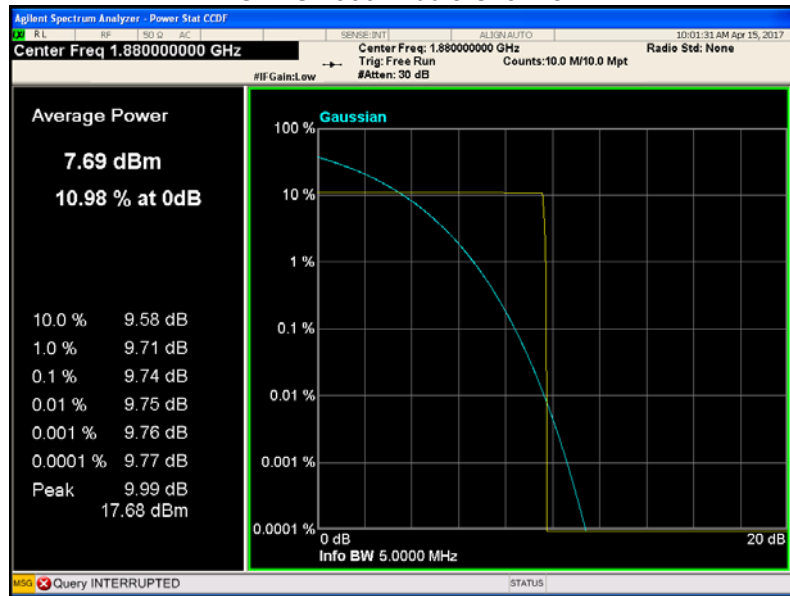 Agilent Spectrum Analyzer - Power Stat CCDF
RL RF 50 Ω AC SENSE:INT ALIGN AUTO 10:01:31 AM Apr 15, 2017
Center Freq 1.880000000 GHz
Center Freq: 1.880000000 GHz Radio Std: None
Trig: Free Run Counts:10.0 M/10.0 Mpt
#IFGain:Low #Atten: 30 dB
Average Power
7.69 dBm
10.98 % at 0dB
10.0 % 9.58 dB
1.0 % 9.71 dB
0.1 % 9.74 dB
0.01 % 9.75 dB
0.001 % 9.76 dB
0.0001 % 9.77 dB
Peak 9.99 dB
17.68 dBm
Gaussian
100 %
10 %
1 %
0.1 %
0.01 %
0.001 %
0.0001 %
0 dB 20 dB
Info BW 5.0000 MHz
MSG Query INTERRUPTED STATUS